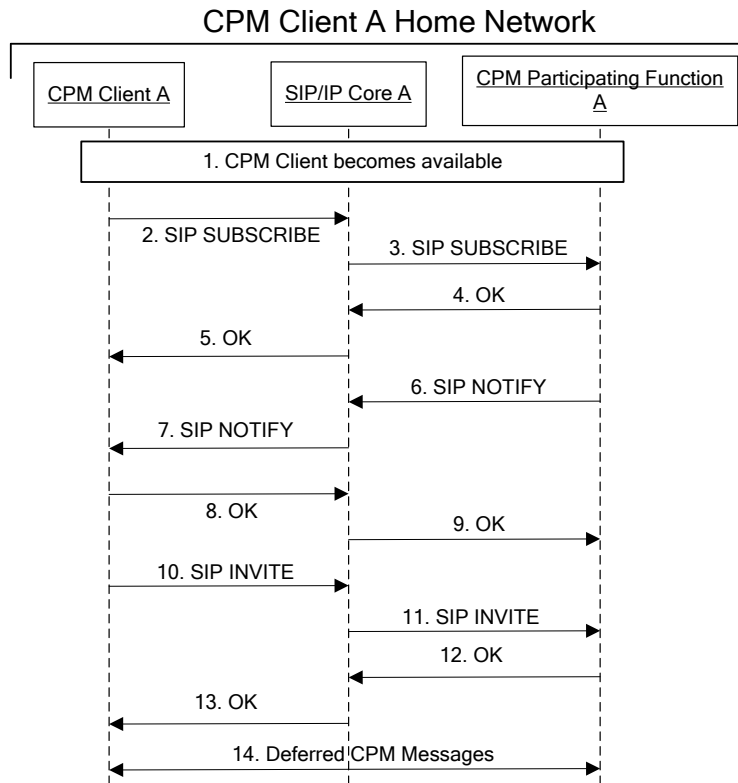 CPM Client A Home Network
CPM Client A
SIP/IP Core A
CPM Participating Function
A
1. CPM Client becomes available
2. SIP SUBSCRIBE
3. SIP SUBSCRIBE
4. OK
5. OK
6. SIP NOTIFY
7. SIP NOTIFY
8. OK
9. OK
10. SIP INVITE
11. SIP INVITE
12. OK
13. OK
14. Deferred CPM Messages